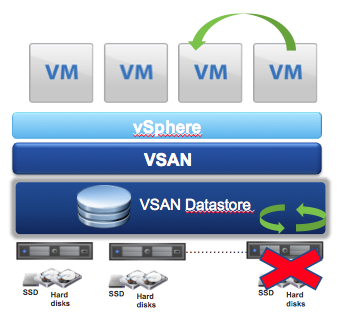 VM VM VM VM
vSphere
VSAN
VSAN Datastore
SSD Hard disks
SSD Hard disks
SSD Hard disks